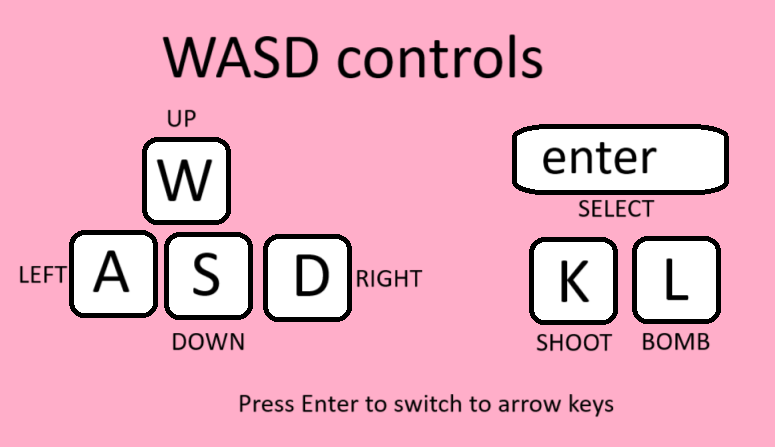 WASD controls
UP
W
LEFT A S D RIGHT
DOWN
enter
SELECT
K L
SHOOT BOMB
Press Enter to switch to arrow keys